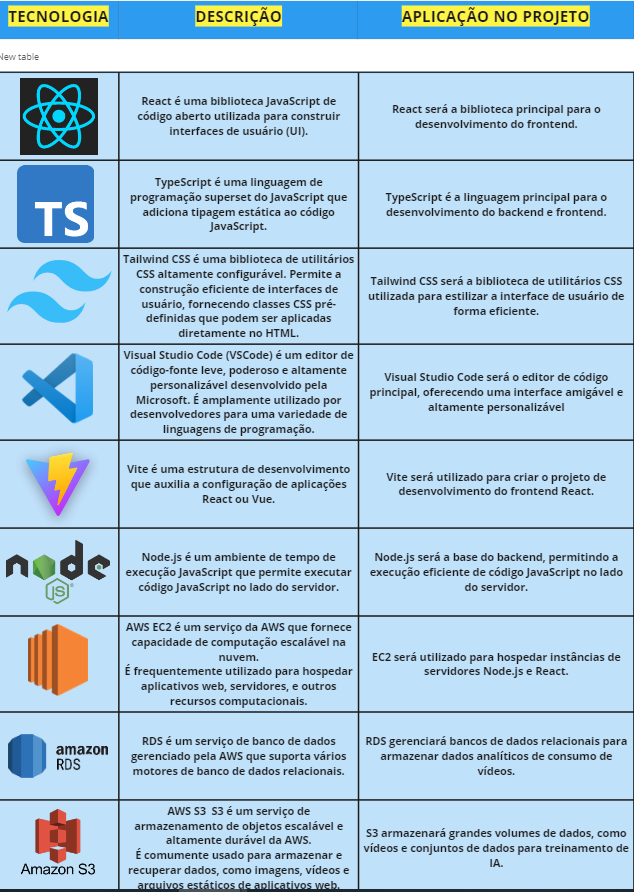 TECNOLOGIA DESCRIÇÃO APLICAÇÃO NO PROJETO
New table
React é uma biblioteca JavaScript de
código aberto utilizada para construir
interfaces de usuário (UI).
React será a biblioteca principal para o
desenvolvimento do frontend.
TS
TypeScript é uma linguagem de
programação superset do JavaScript que
adiciona tipagem estática ao código
JavaScript.
TypeScript é a linguagem principal para o
desenvolvimento do backend e frontend.
Tailwind CSS é uma biblioteca de utilitários
CSS altamente configurável. Permite a
construção eficiente de interfaces de
usuário, fornecendo classes CSS pré-
definidas que podem ser aplicadas
diretamente no HTML.
Tailwind CSS será a biblioteca de utilitários CSS
utilizada para estilizar a interface de usuário de
forma eficiente.
Visual Studio Code (VSCode) é um editor de
código-fonte leve, poderoso e altamente
personalizável desenvolvido pela
Microsoft. É amplamente utilizado por
desenvolvedores para uma variedade de
linguagens de programação.
Visual Studio Code será o editor de código
principal, oferecendo uma interface amigável e
altamente personalizável
Vite é uma estrutura de desenvolvimento
que auxilia a configuração de aplicações
React ou Vue.
Vite será utilizado para criar o projeto de
desenvolvimento do frontend React.
node
JS
Node.js é um ambiente de tempo de
execução JavaScript que permite executar
código JavaScript no lado do servidor.
Node.js será a base do backend, permitindo a
execução eficiente de código JavaScript no lado
do servidor.
AWS EC2 é um serviço da AWS que fornece
capacidade de computação escalável na
nuvem.
É frequentemente utilizado para hospedar
aplicativos web, servidores, e outros
recursos computacionais.
EC2 será utilizado para hospedar instâncias de
servidores Node.js e React.
amazon
RDS
RDS é um serviço de banco de dados
gerenciado pela AWS que suporta vários
motores de banco de dados relacionais.
RDS gerenciará bancos de dados relacionais para
armazenar dados analíticos de consumo de
vídeos.
Amazon S3
AWS S3 S3 é um serviço de
armazenamento de objetos escalável e
altamente durável da AWS.
É comumente usado para armazenar e
recuperar dados, como imagens, vídeos e
arquivos estáticos de aplicativos web.
S3 armazenará grandes volumes de dados, como
vídeos e conjuntos de dados para treinamento de
IA.